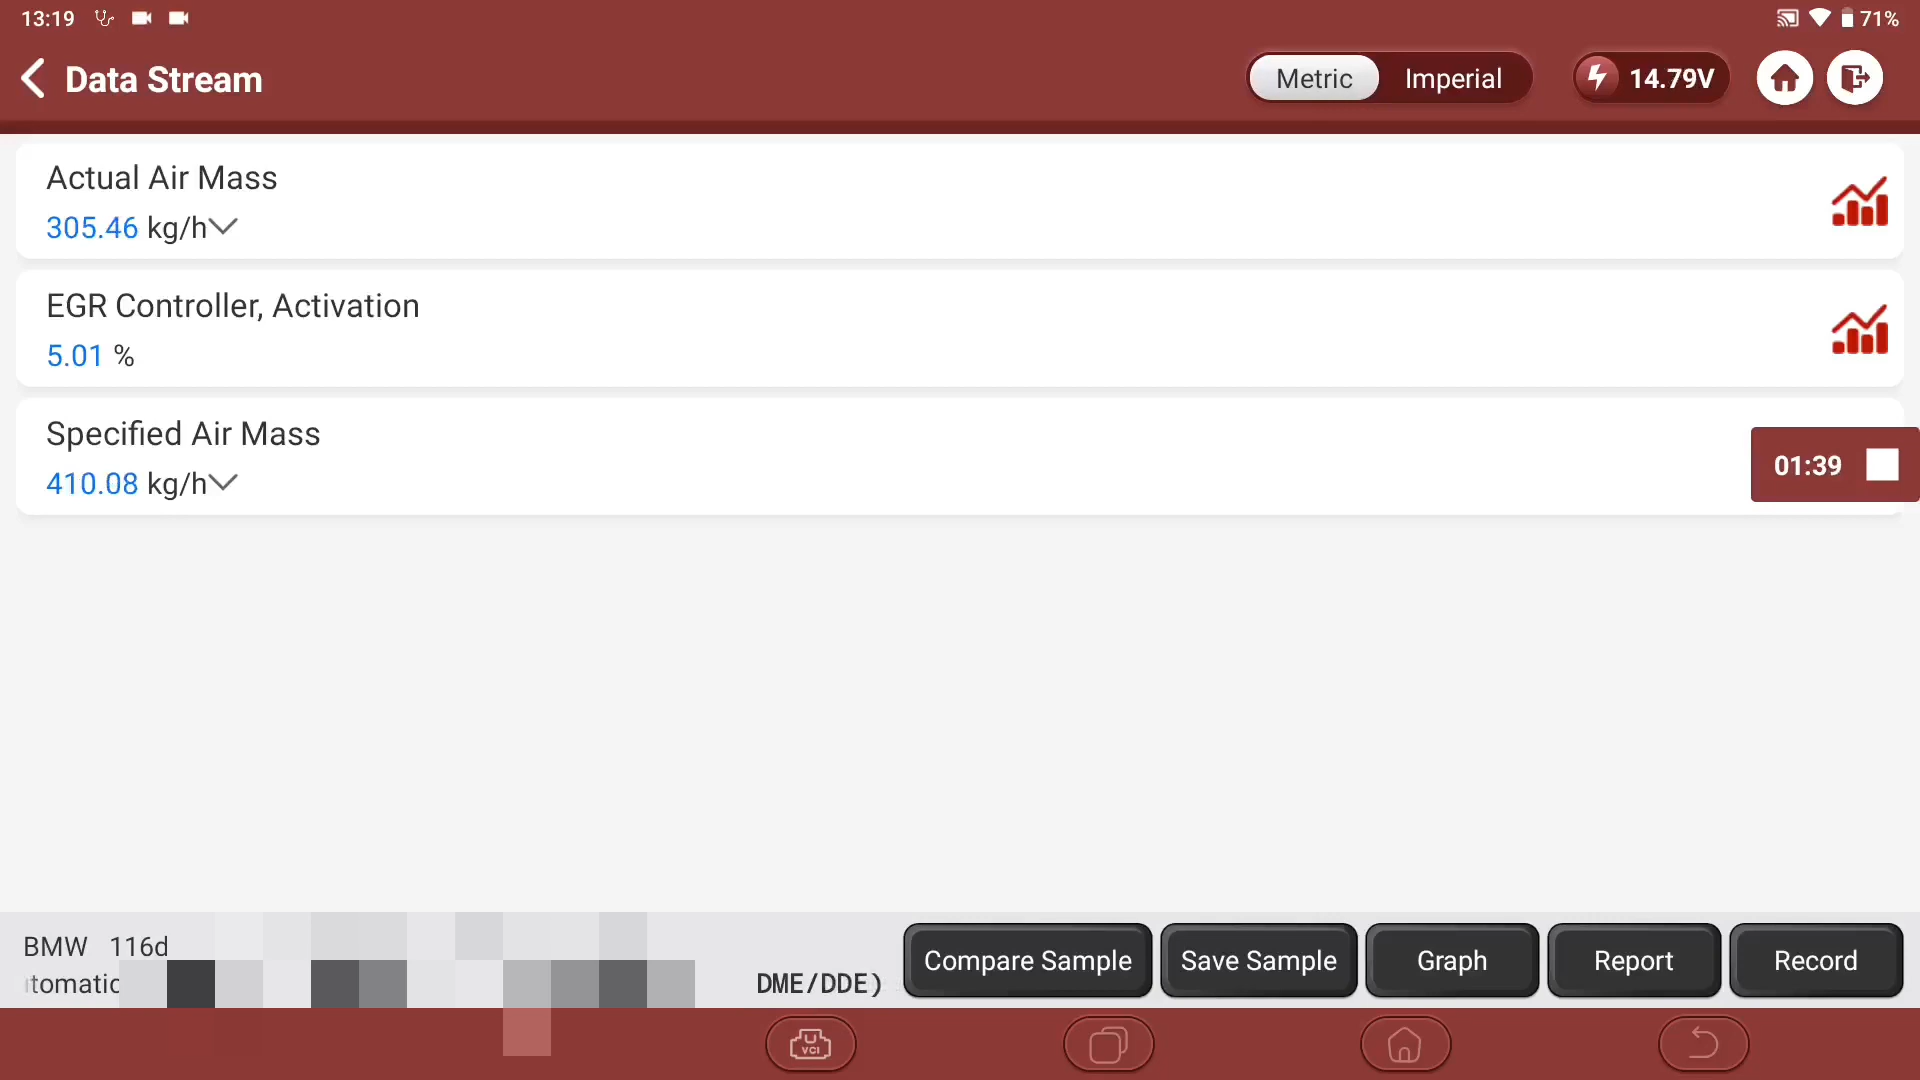 13:19 71%
Data Stream Metric Imperial 14.79V
Actual Air Mass
305.46 kg/h
EGR Controller, Activation
5.01 %
Specified Air Mass
410.08 kg/h
01:39
BMW 116d
DME/DDE)
Compare Sample Save Sample Graph Report Record
VCI